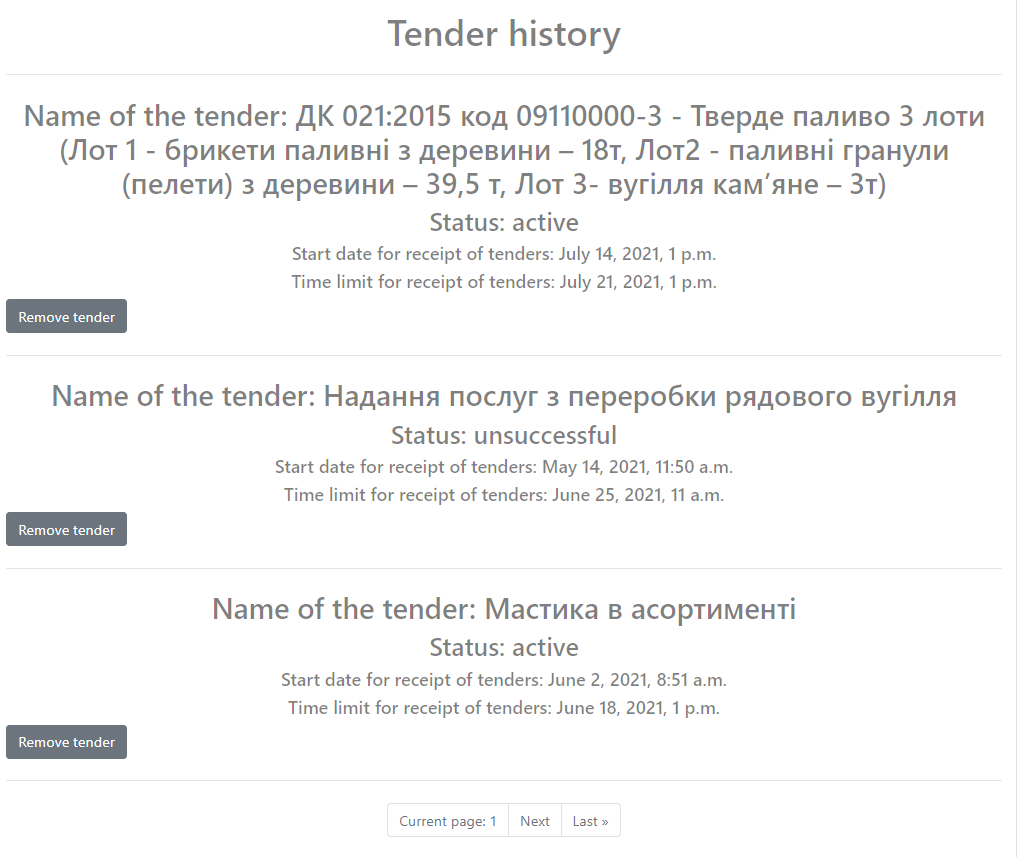 Tender history
Name of the tender: ДК 021:2015 код 09110000-3 - Тверде паливо 3 лоти
(Лот 1 - брикети паливні з деревини – 18т, Лот2 - паливні гранули
(пелети) з деревини – 39,5 т, Лот 3- вугілля кам’яне – 3т)
Status: active
Start date for receipt of tenders: July 14, 2021, 1 p.m.
Time limit for receipt of tenders: July 21, 2021, 1 p.m.
Remove tender
Name of the tender: Надання послуг з переробки рядового вугілля
Status: unsuccessful
Start date for receipt of tenders: May 14, 2021, 11:50 a.m.
Time limit for receipt of tenders: June 25, 2021, 11 a.m.
Remove tender
Name of the tender: Мастика в асортименті
Status: active
Start date for receipt of tenders: June 2, 2021, 8:51 a.m.
Time limit for receipt of tenders: June 18, 2021, 1 p.m.
Remove tender
Current page: 1 Next Last »